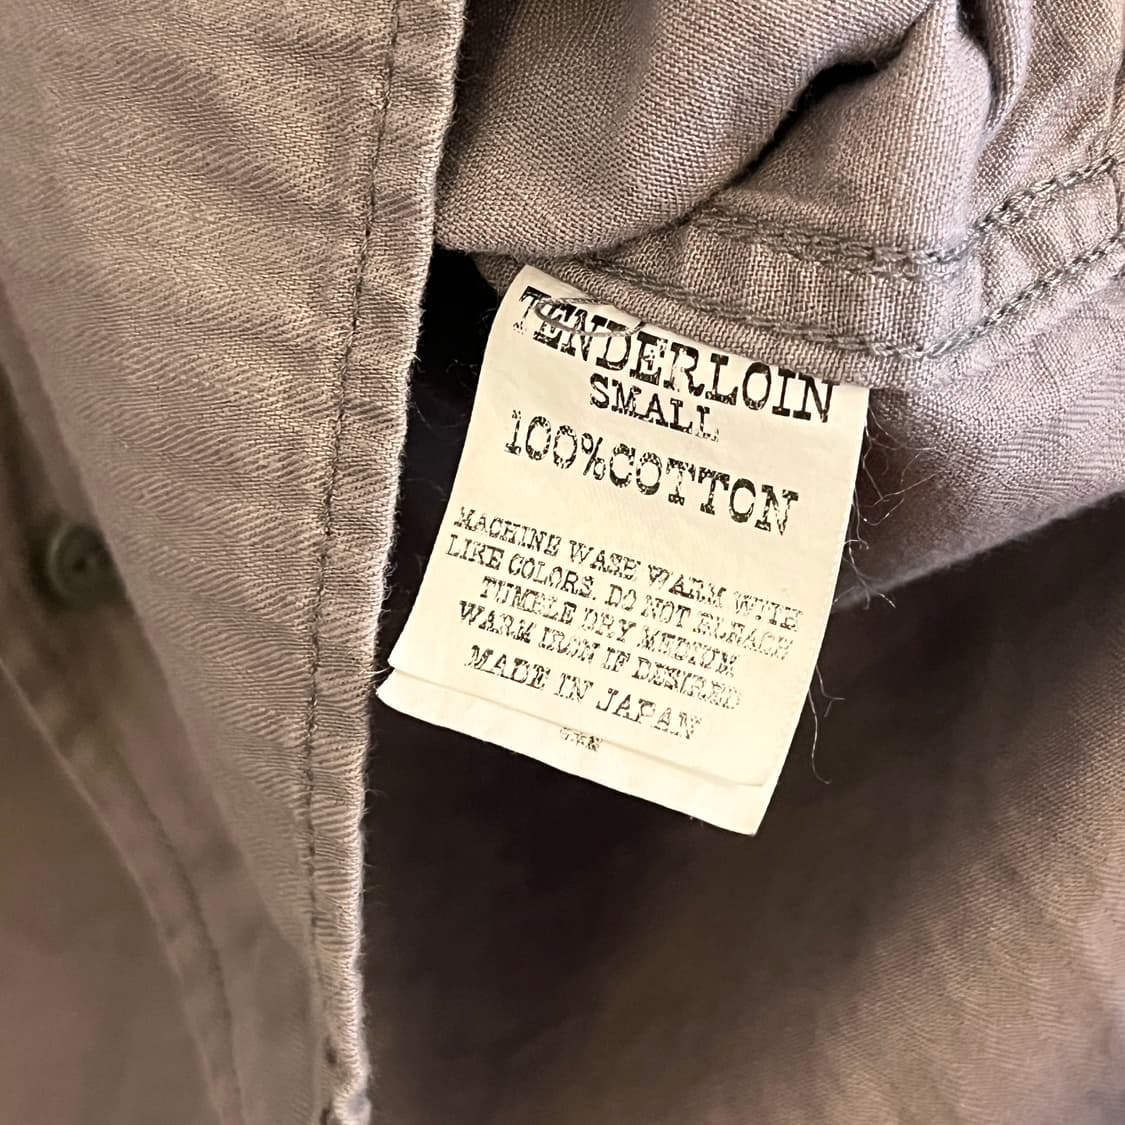 TENDERLOIN
SMALL
100%COTTON
MACHINE WASH WARM WITH
LIKE COLORS. DO NOT BLEACH
TUMBLE DRY MEDIUM
WARM IRON IF DESIRED
MADE IN JAPAN